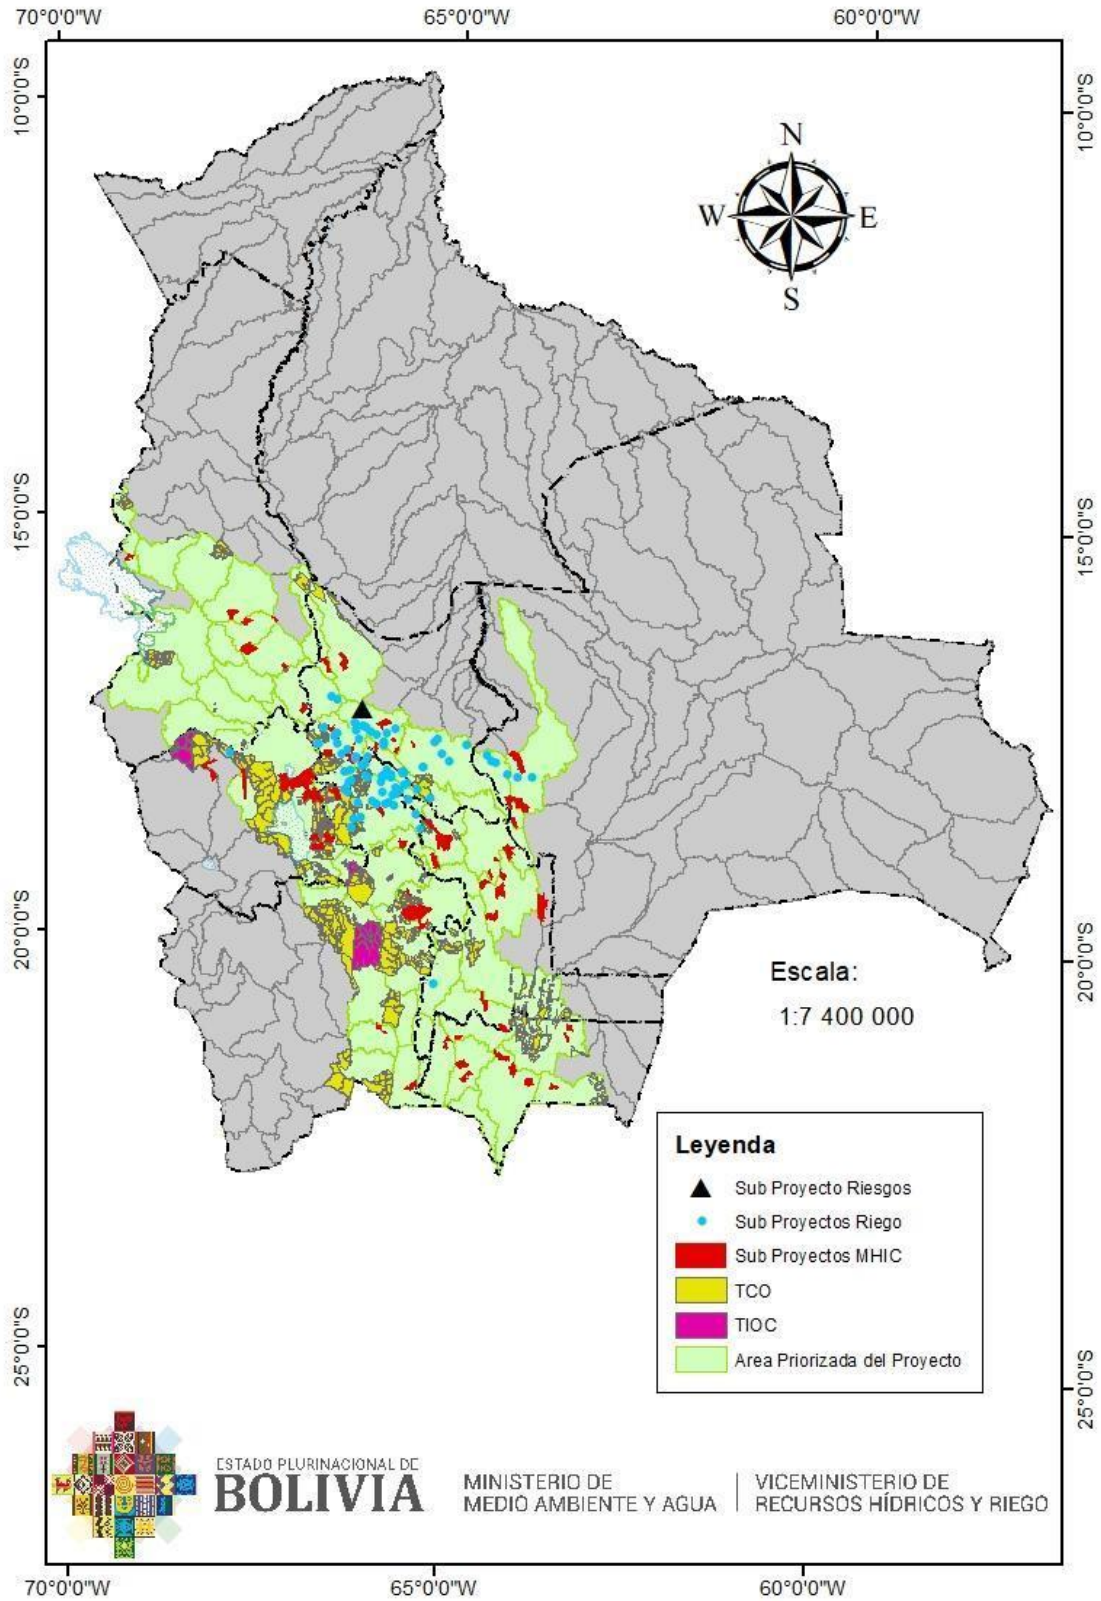 70°0'0"W 65°0'0"W 60°0'0"W
10°0'0"S
10°0'0"S
N
W E
S
15°0'0"S
15°0'0"S
20°0'0"S
20°0'0"S
Escala:
1:7 400 000
Leyenda
Sub Proyecto Riesgos
Sub Proyectos Riego
Sub Proyectos MHIC
TCO
TIOC
Area Priorizada del Proyecto
25°0'0"S
25°0'0"S
ESTADO PLURINACIONAL DE
BOLIVIA
MINISTERIO DE
MEDIO AMBIENTE Y AGUA
VICEMINISTERIO DE
RECURSOS HÍDRICOS Y RIEGO
70°0'0"W 65°0'0"W 60°0'0"W